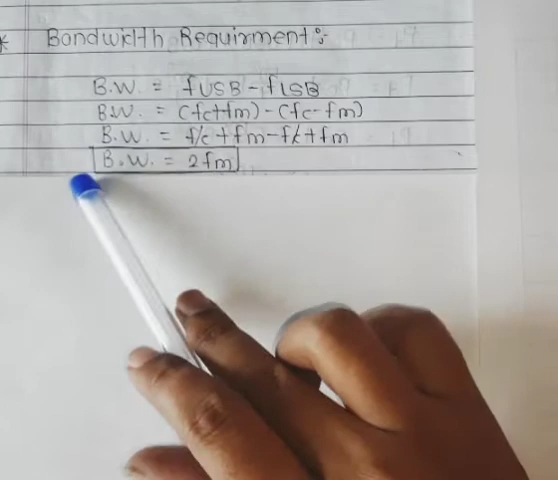 * Bandwidth Requirment :-
B.W. = fUSB - fLSB
B.W. = (fc+fm) - (fc-fm)
B.W. = fc + fm - fc + fm
B.W. = 2fm